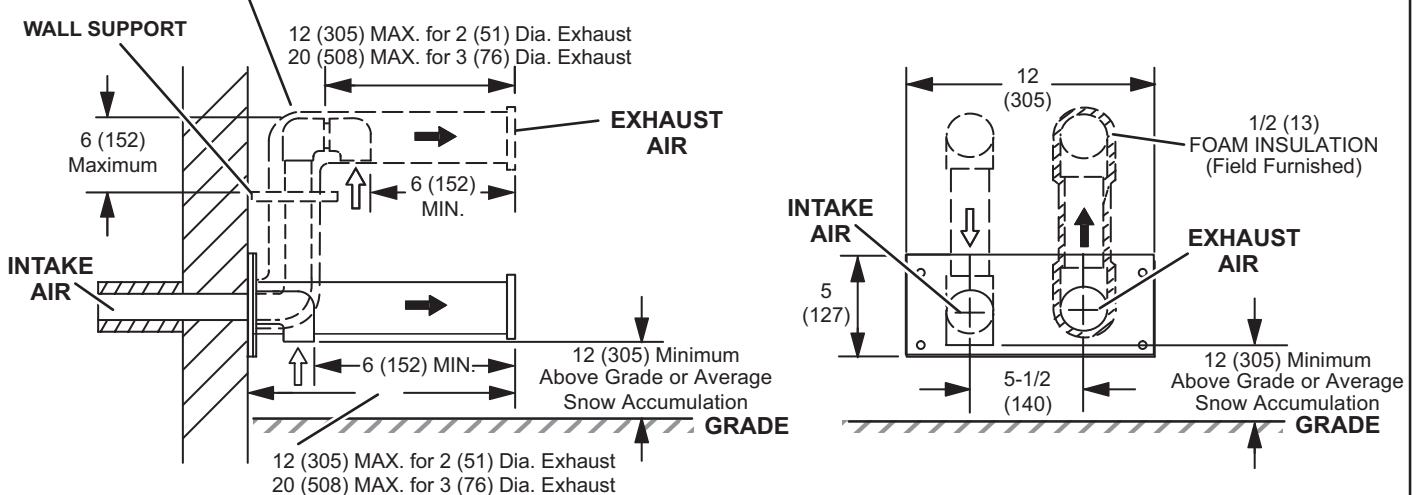 WALL SUPPORT
12 (305) MAX. for 2 (51) Dia. Exhaust
20 (508) MAX. for 3 (76) Dia. Exhaust
6 (152)
Maximum
EXHAUST
AIR
6 (152)
MIN.
INTAKE
AIR
6 (152) MIN.
12 (305) Minimum
Above Grade or Average
Snow Accumulation
GRADE
12 (305) MAX. for 2 (51) Dia. Exhaust
20 (508) MAX. for 3 (76) Dia. Exhaust
12
(305)
1/2 (13)
FOAM INSULATION
(Field Furnished)
INTAKE
AIR
EXHAUST
AIR
5
(127)
5-1/2
(140)
12 (305) Minimum
Above Grade or Average
Snow Accumulation
GRADE